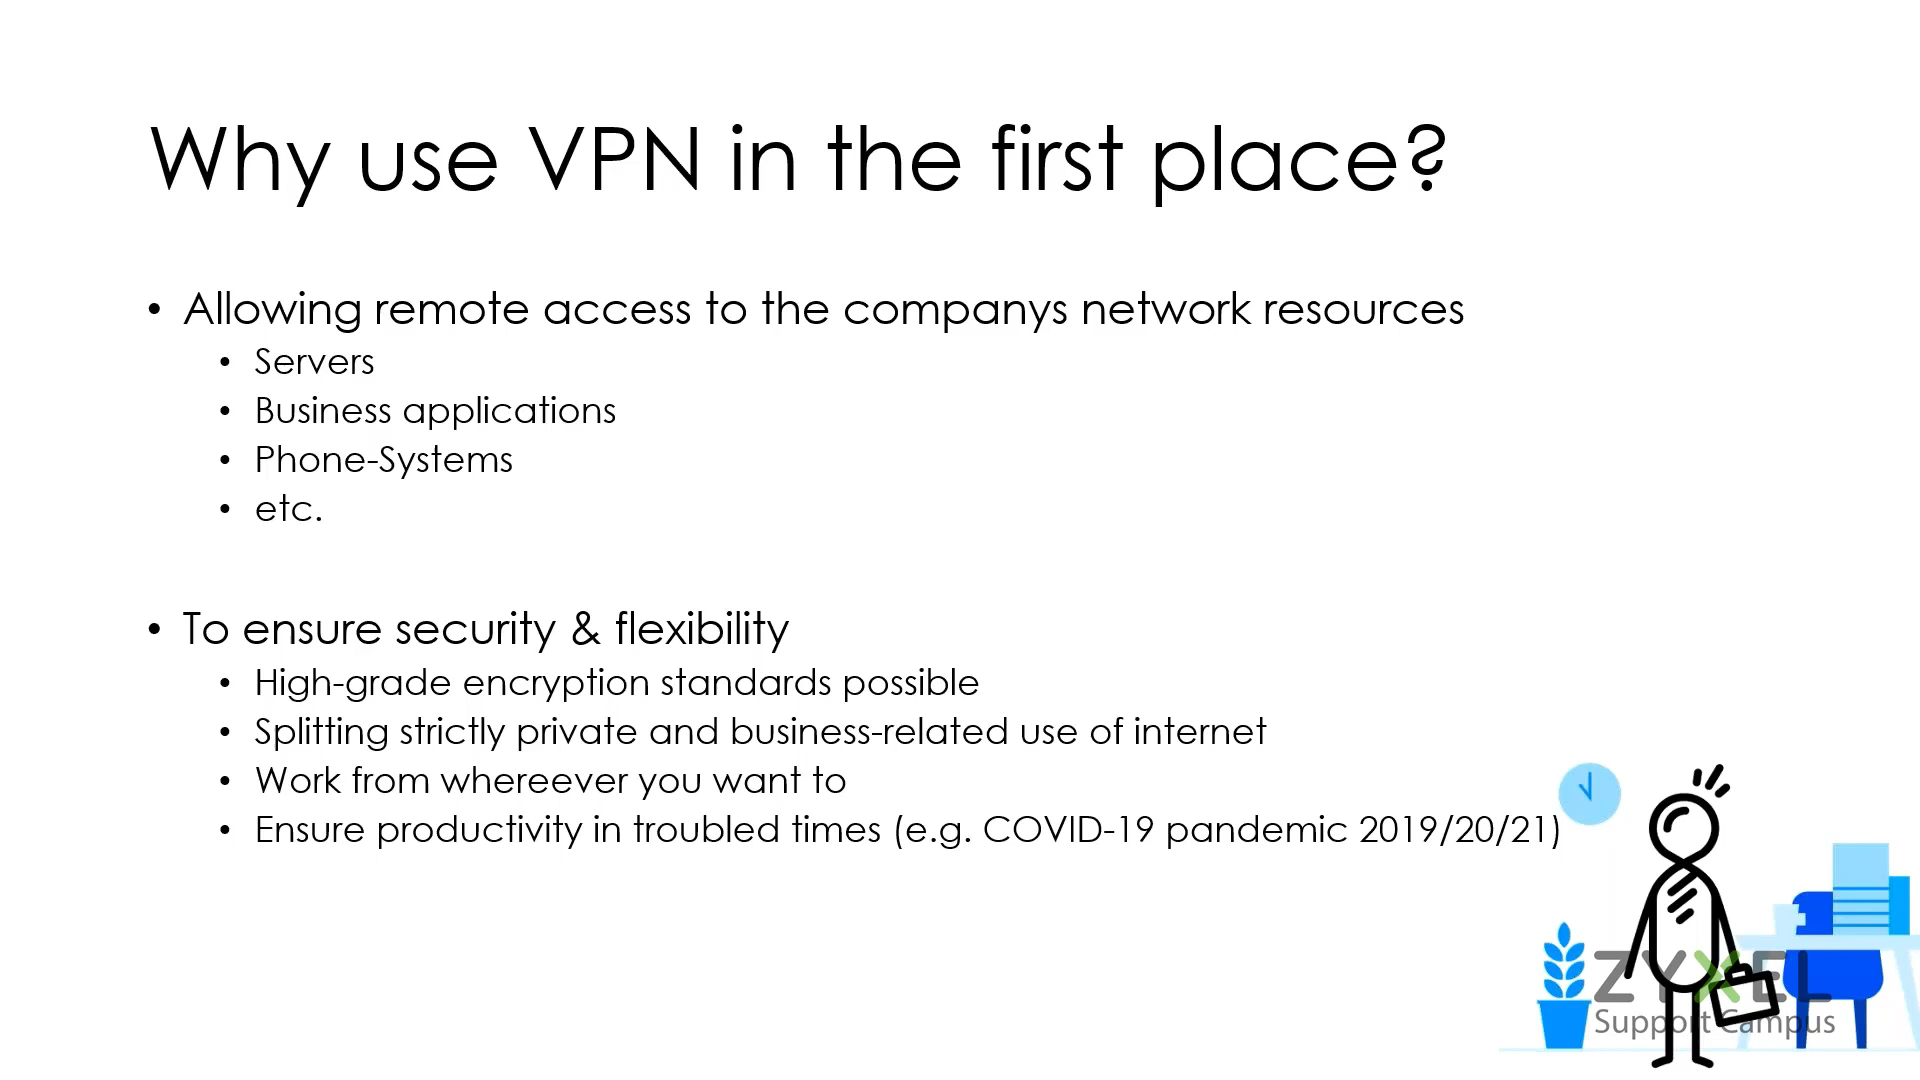 Why use VPN in the first place?
• Allowing remote access to the companys network resources
• Servers
• Business applications
• Phone-Systems
• etc.
• To ensure security & flexibility
• High-grade encryption standards possible
• Splitting strictly private and business-related use of internet
• Work from whereever you want to
• Ensure productivity in troubled times (e.g. COVID-19 pandemic 2019/20/21)
ZYXEL
Support Campus